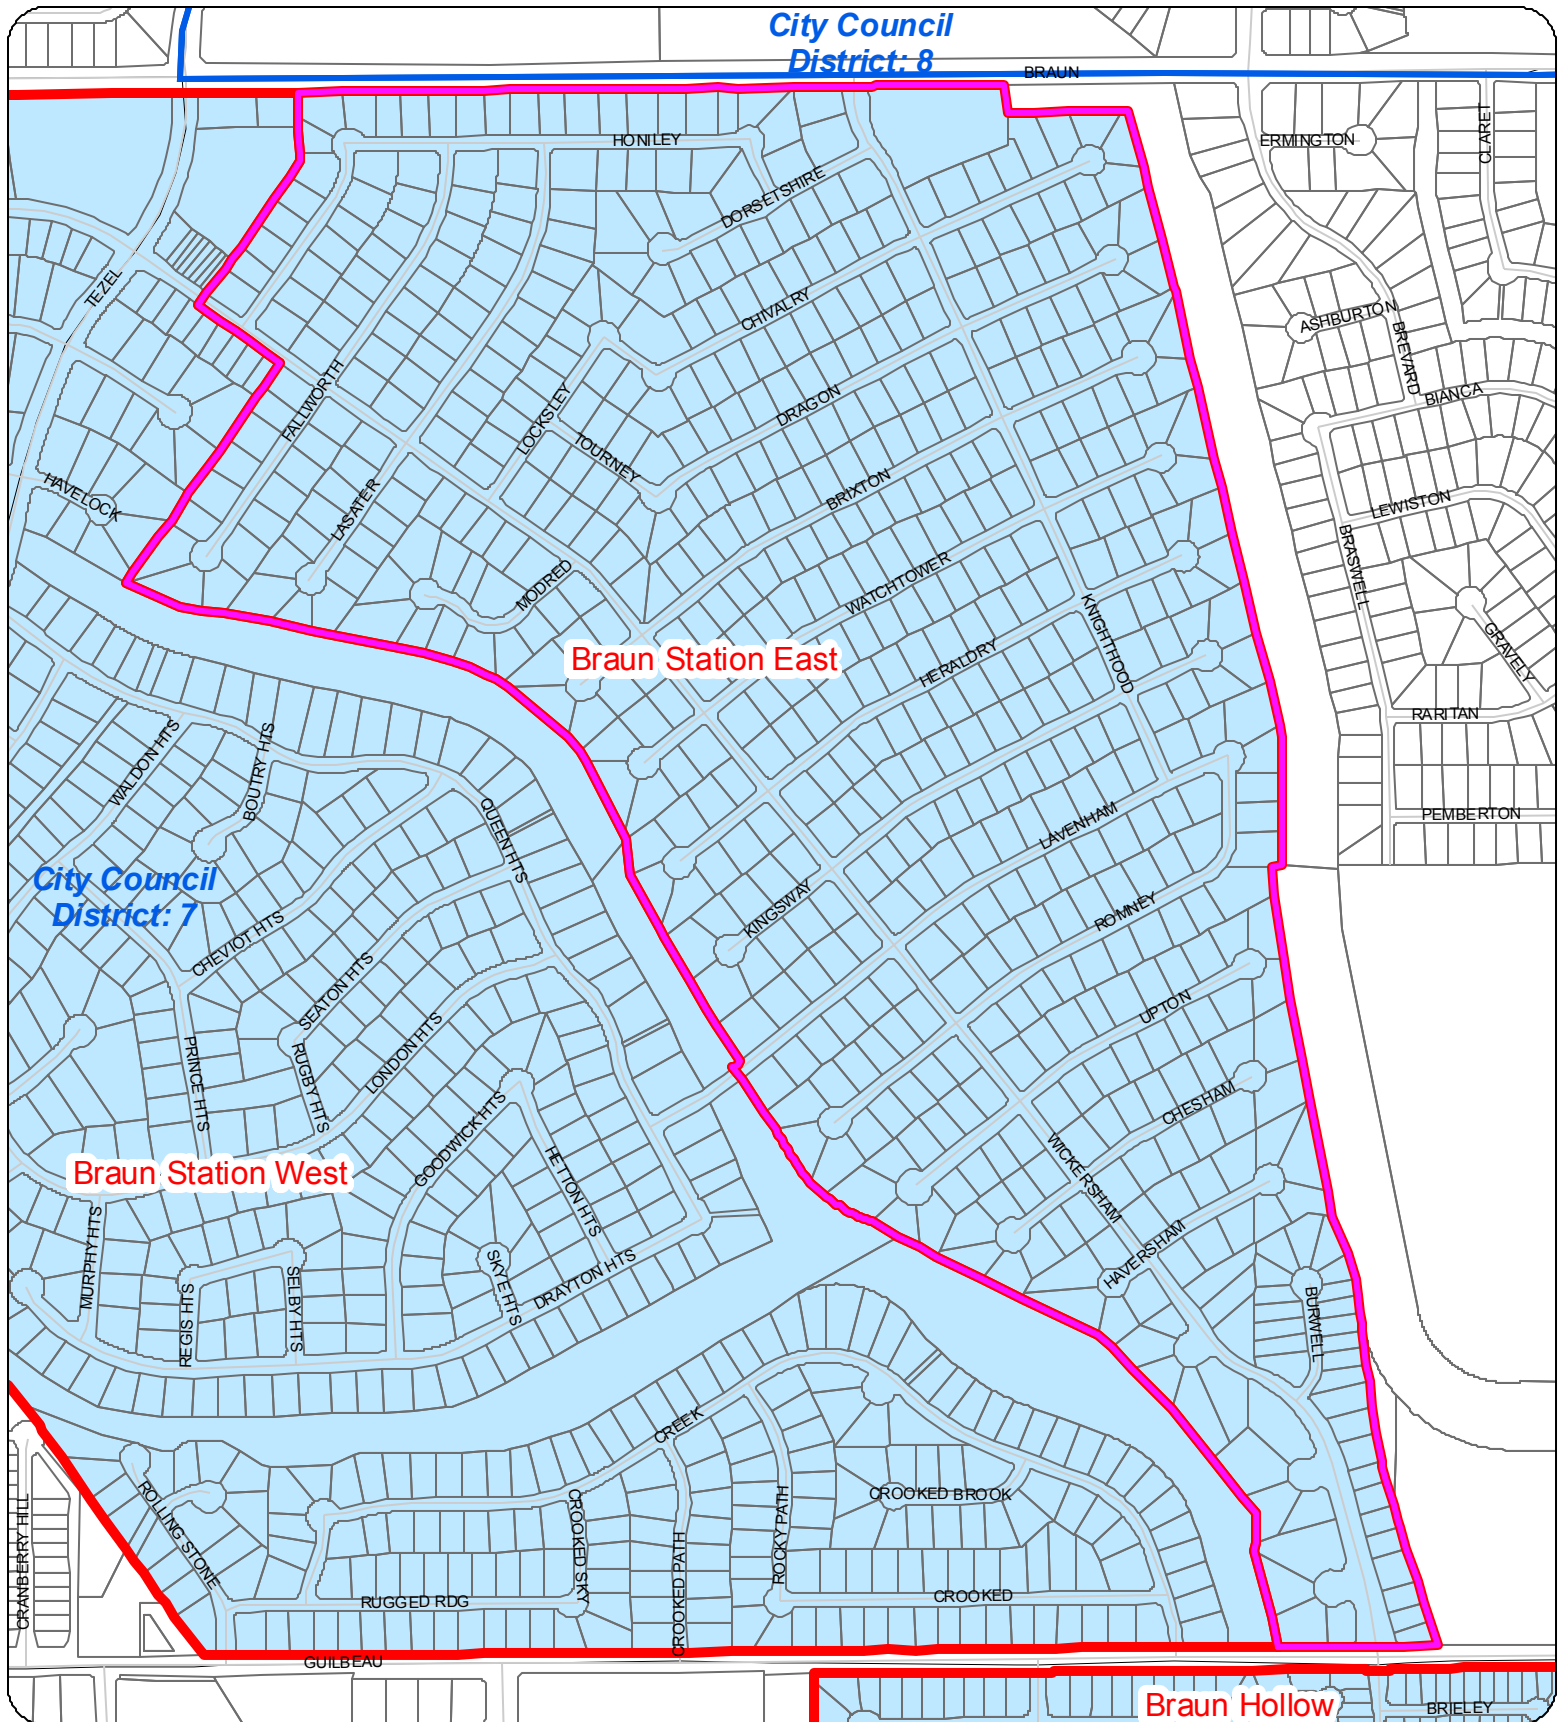 City Council
District: 8
BRAUN
CLARET
ERMINGTON
HONILEY
DORSETSHIRE
TEZEL
CHIVALRY
ASHBURTON
BREVARD
BIANCA
FALLWORTH
LOCKSLEY
DRAGON
TOURNEY
HAVELOCK
LASATER
BRIXTON
LEWISTON
BRASWELL
MODRED
WATCHTOWER
KNIGHTHOOD
GRAVELY
Braun Station East
HERALDRY
RARITAN
WALDON HTS
BOUTRY HTS
QUEEN HTS
LAVENHAM
PEMBERTON
City Council
District: 7
KINGSWAY
ROMNEY
CHEVIOT HTS
SEATON HTS
UPTON
LONDON HTS
PRINCE HTS
RUGBY HTS
CHESHAM
GOODWICK HTS
HETTON HTS
WICKERSHAM
Braun Station West
MURPHY HTS
HAVERSHAM
SKYE HTS
DRAYTON HTS
REGIS HTS
SELBY HTS
BURWELL
CREEK
CROOKED BROOK
ROLLING STONE
CRANBERRY HILL
CROOKED SKY
CROOKED PATH
ROCKY PATH
RUGGED RDG
CROOKED
GUILBEAU
Braun Hollow
BRIELEY